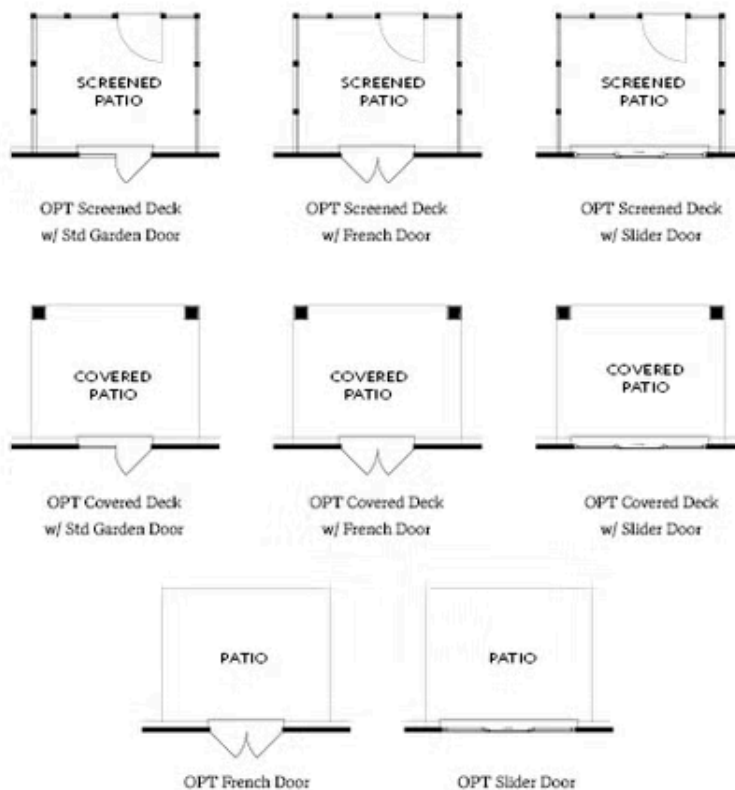 SCREENED
PATIO
SCREENED
PATIO
SCREENED
PATIO
OPT Screened Deck
w/ Std Garden Door
OPT Screened Deck
w/ French Door
OPT Screened Deck
w/ Slider Door
COVERED
PATIO
COVERED
PATIO
COVERED
PATIO
OPT Covered Deck
w/ Std Garden Door
OPT Covered Deck
w/ French Door
OPT Covered Deck
w/ Slider Door
PATIO
PATIO
OPT French Door
OPT Slider Door